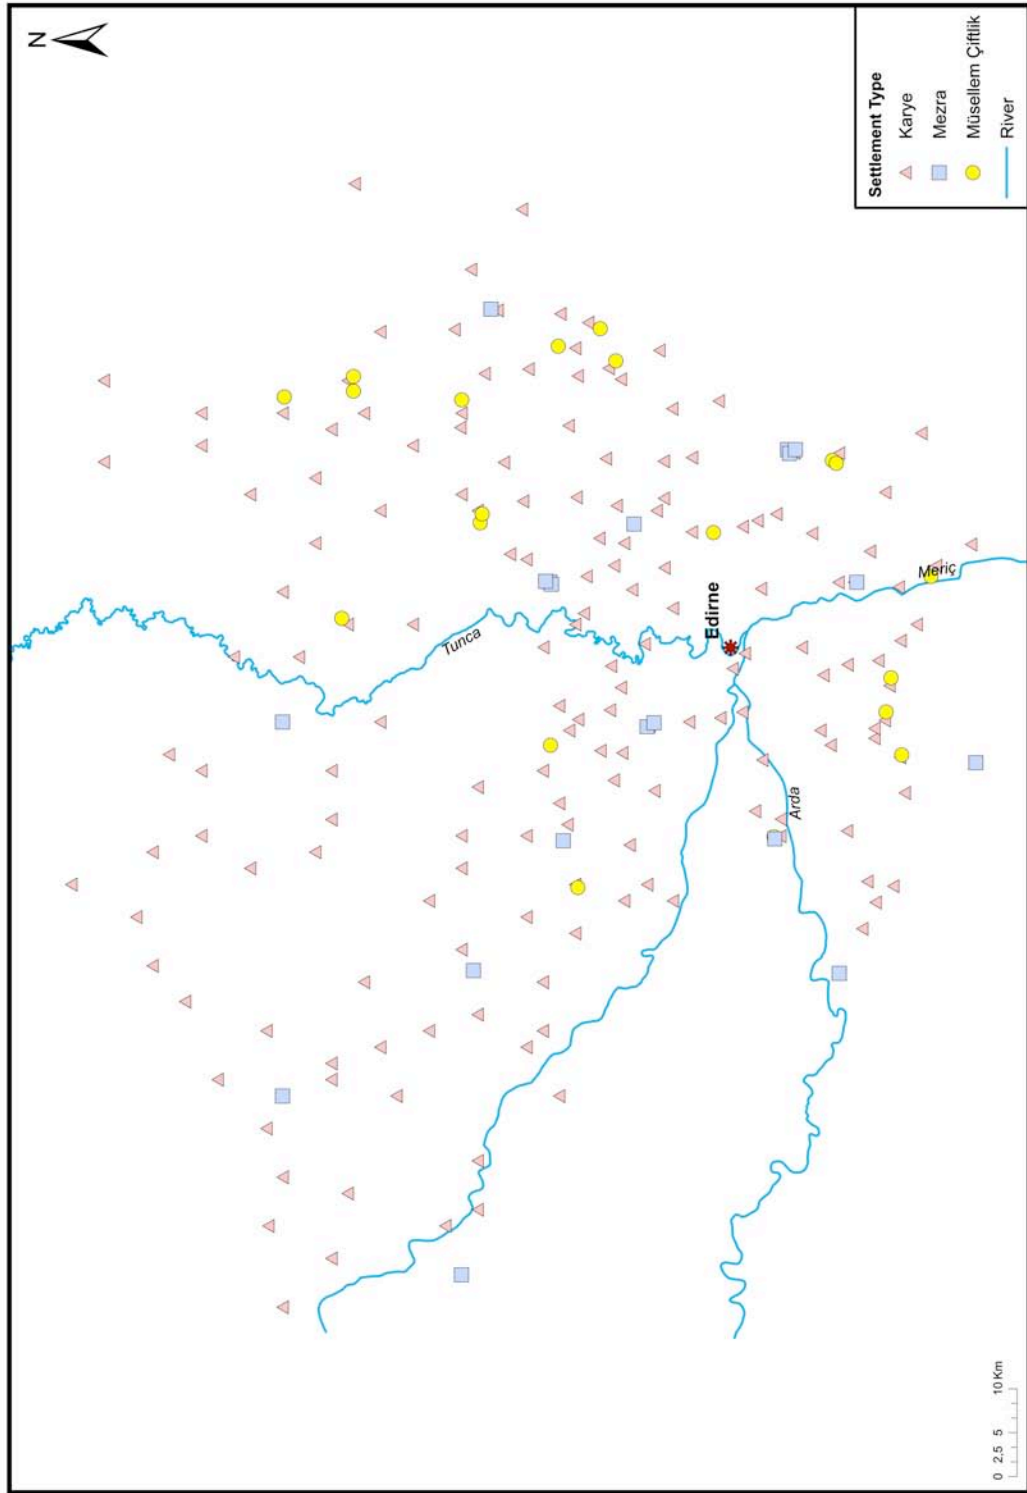 N
Settlement Type
Karye
Mezra
Müsellem Çiftlik
River
Tunca
Edirne
Meriç
Arda
0 2,5 5 10 Km